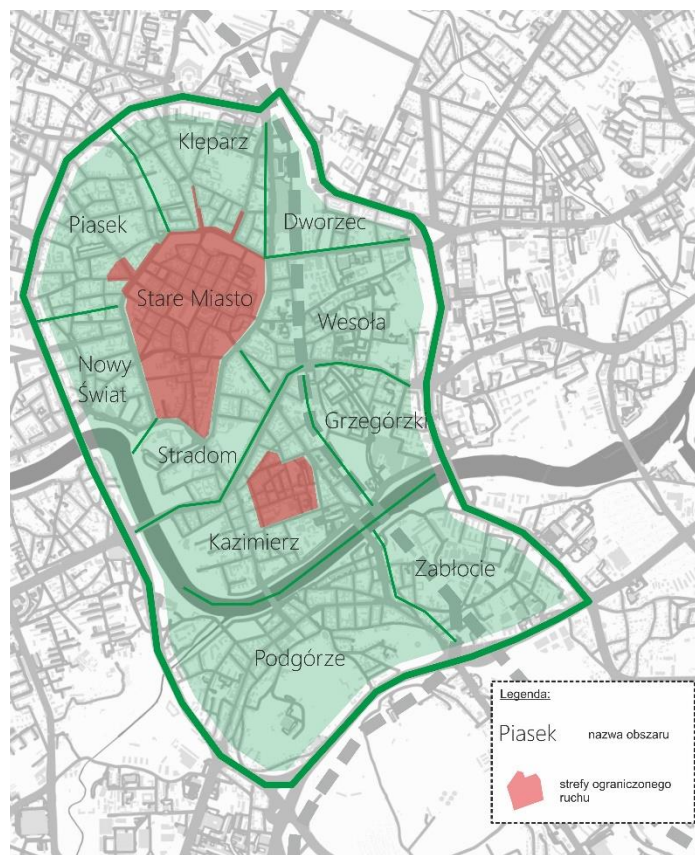 Kleparz
Piasek
Dworzec
Stare Miasto
Wesoła
Nowy
Świat
Grzegórzki
Stradom
Kazimierz
Zabłocie
Podgórze
Legenda:
Piasek nazwa obszaru
strefy ograniczonego
ruchu